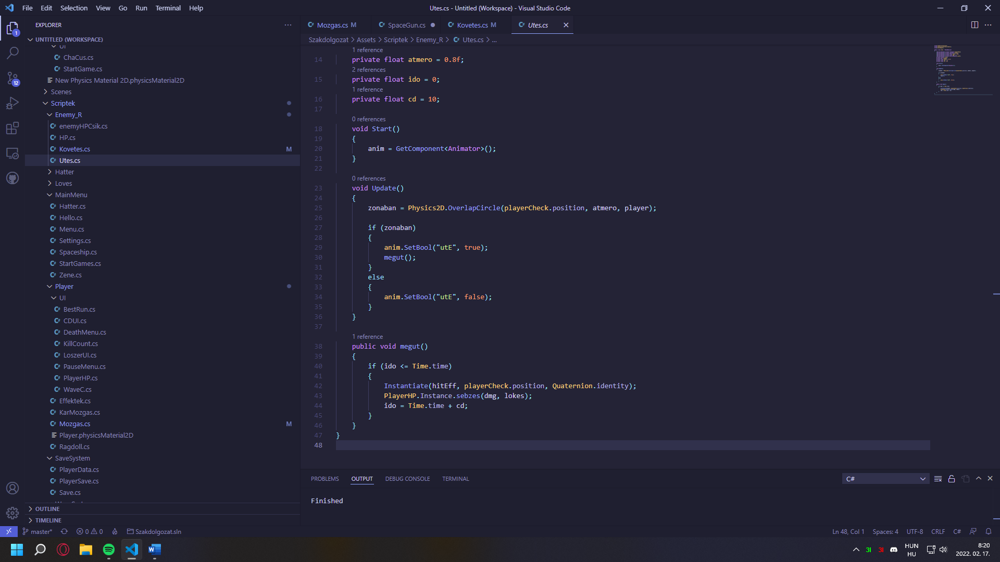 File Edit Selection View Go Run Terminal Help
Utes.cs - Untitled (Workspace) - Visual Studio Code
EXPLORER
UNTITLED (WORKSPACE)
UI
C# ChaCus.cs
C# StartGame.cs
New Physics Material 2D.physicsMaterial2D
Scenes
Scriptek
Enemy_R
C# enemyHPCsik.cs
C# HP.cs
C# Kovetes.cs M
C# Utes.cs
Hatter
Loves
MainMenu
C# Hatter.cs
C# Hello.cs
C# Menu.cs
C# Settings.cs
C# Spaceship.cs
C# StartGames.cs
C# Zene.cs
Player
UI
C# BestRun.cs
C# CDUI.cs
C# DeathMenu.cs
C# KillCount.cs
C# LoszerUI.cs
C# PauseMenu.cs
C# PlayerHP.cs
C# WaveC.cs
C# Effektek.cs
C# KarMozgas.cs
C# Mozgas.cs M
Player.physicsMaterial2D
C# Ragdoll.cs
SaveSystem
C# PlayerData.cs
C# PlayerSave.cs
C# Save.cs
OUTLINE
TIMELINE
1
12
C# Mozgas.cs M C# SpaceGun.cs C# Kovetes.cs M C# Utes.cs
Szakdolgozat > Assets > Scriptek > Enemy_R > C# Utes.cs > ...
1 reference
14 private float atmero = 0.8f;
2 references
15 private float ido = 0;
1 reference
16 private float cd = 10;
17
0 references
18 void Start()
19 {
20 anim = GetComponent<Animator>();
21 }
22
0 references
23 void Update()
24 {
25 zonaban = Physics2D.OverlapCircle(playerCheck.position, atmero, player);
26
27 if (zonaban)
28 {
29 anim.SetBool("utE", true);
30 megut();
31 }
32 else
33 {
34 anim.SetBool("utE", false);
35 }
36 }
37
1 reference
38 public void megut()
39 {
40 if (ido <= Time.time)
41 {
42 Instantiate(hitEff, playerCheck.position, Quaternion.identity);
43 PlayerHP.Instance.sebzes(dmg, lokes);
44 ido = Time.time + cd;
45 }
46 }
47 }
48
PROBLEMS OUTPUT DEBUG CONSOLE TERMINAL C#
Finished
master* 0 0 Szakdolgozat.sln
Ln 48, Col 1 Spaces: 4 UTF-8 CRLF C#
HUN
HU
8:20
2022. 02. 17.